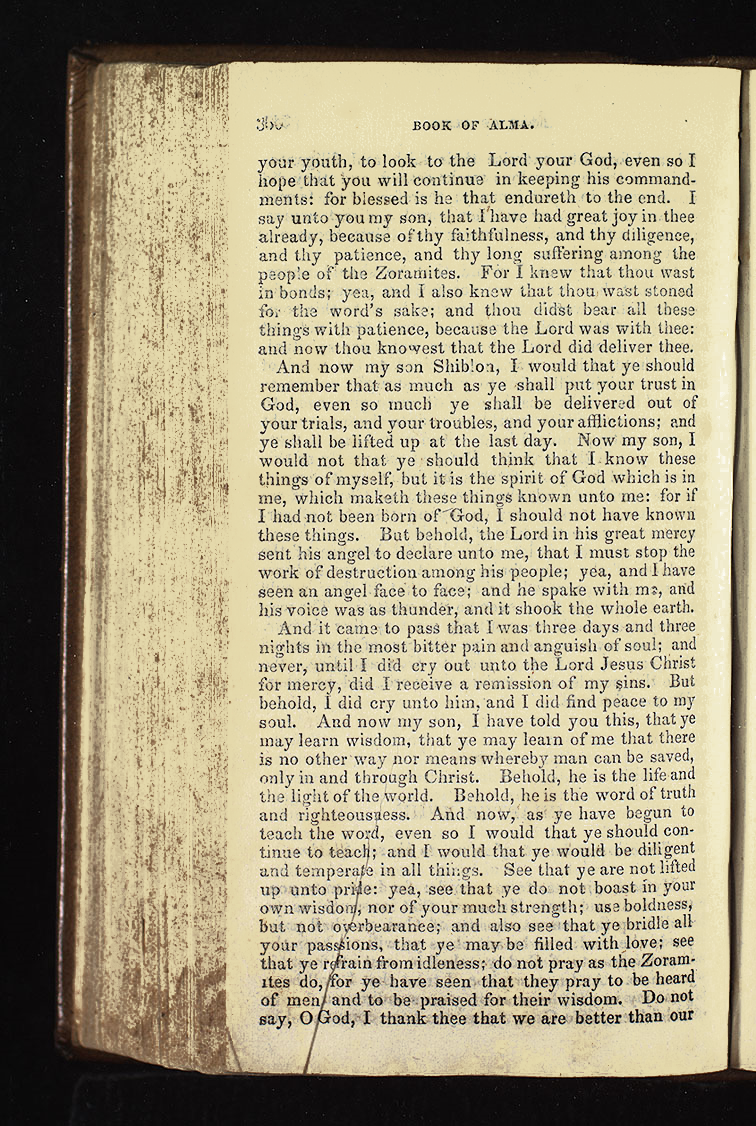 BOOK OF ALMA.
your youth, to look to the Lord your God, even so I
hope that you will continue in keeping his command-
ments: for blessed is he that endureth to the end. I
say unto you my son, that I have had great joy in thee
already, because of thy faithfulness, and thy diligence,
and thy patience, and thy long suffering among the
people of the Zoramites. For I knew that thou wast
in bonds; yea, and I also knew that thou wast stoned
for the word's sake; and thou didst bear all these
things with patience, because the Lord was with thee:
and now thou knowest that the Lord did deliver thee.
And now my son Shiblon, I would that ye should
remember that as much as ye shall put your trust in
God, even so much ye shall be delivered out of
your trials, and your troubles, and your afflictions; and
ye shall be lifted up at the last day. Now my son, I
would not that ye should think that I know these
things of myself, but it is the spirit of God which is in
me, which maketh these things known unto me: for if
I had not been born of God, I should not have known
these things. But behold, the Lord in his great mercy
sent his angel to declare unto me, that I must stop the
work of destruction among his people; yea, and I have
seen an angel face to face; and he spake with me, and
his voice was as thunder, and it shook the whole earth.
And it came to pass that I was three days and three
nights in the most bitter pain and anguish of soul; and
never, until I did cry out unto the Lord Jesus Christ
for mercy, did I receive a remission of my sins. But
behold, I did cry unto him, and I did find peace to my
soul. And now my son, I have told you this, that ye
may learn wisdom, that ye may learn of me that there
is no other way nor means whereby man can be saved,
only in and through Christ. Behold, he is the life and
the light of the world. Behold, he is the word of truth
and righteousness. And now, as ye have begun to
teach the word, even so I would that ye should con-
tinue to teach; and I would that ye would be diligent
and temperate in all things. See that ye are not lifted
up unto pride: yea, see that ye do not boast in your
own wisdom, nor of your much strength; use boldness,
but not overbearance; and also see that ye bridle all
your passions, that ye may be filled with love; see
that ye refrain from idleness; do not pray as the Zoram-
ites do, for ye have seen that they pray to be heard
of men, and to be praised for their wisdom. Do not
say, O God, I thank thee that we are better than our